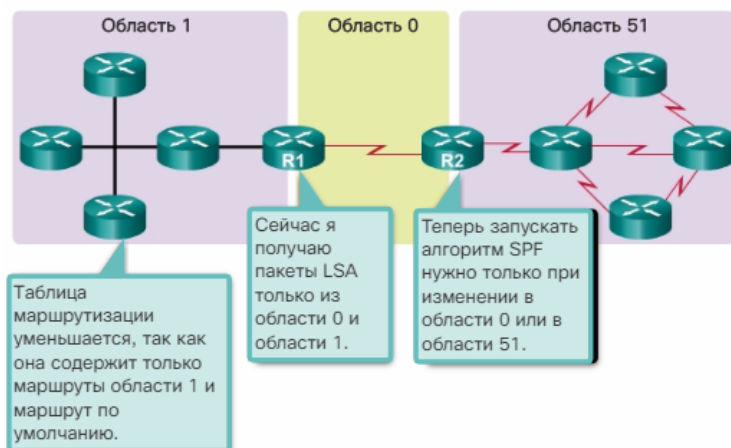 Область 1
Область 0
Область 51
R1
R2
Таблица
маршрутизации
уменьшается, так как
она содержит только
маршруты области 1 и
маршрут по
умолчанию.
Сейчас я
получаю
пакеты LSA
только из
области 0 и
области 1.
Теперь запускать
алгоритм SPF
нужно только при
изменении в
области 0 или в
области 51.